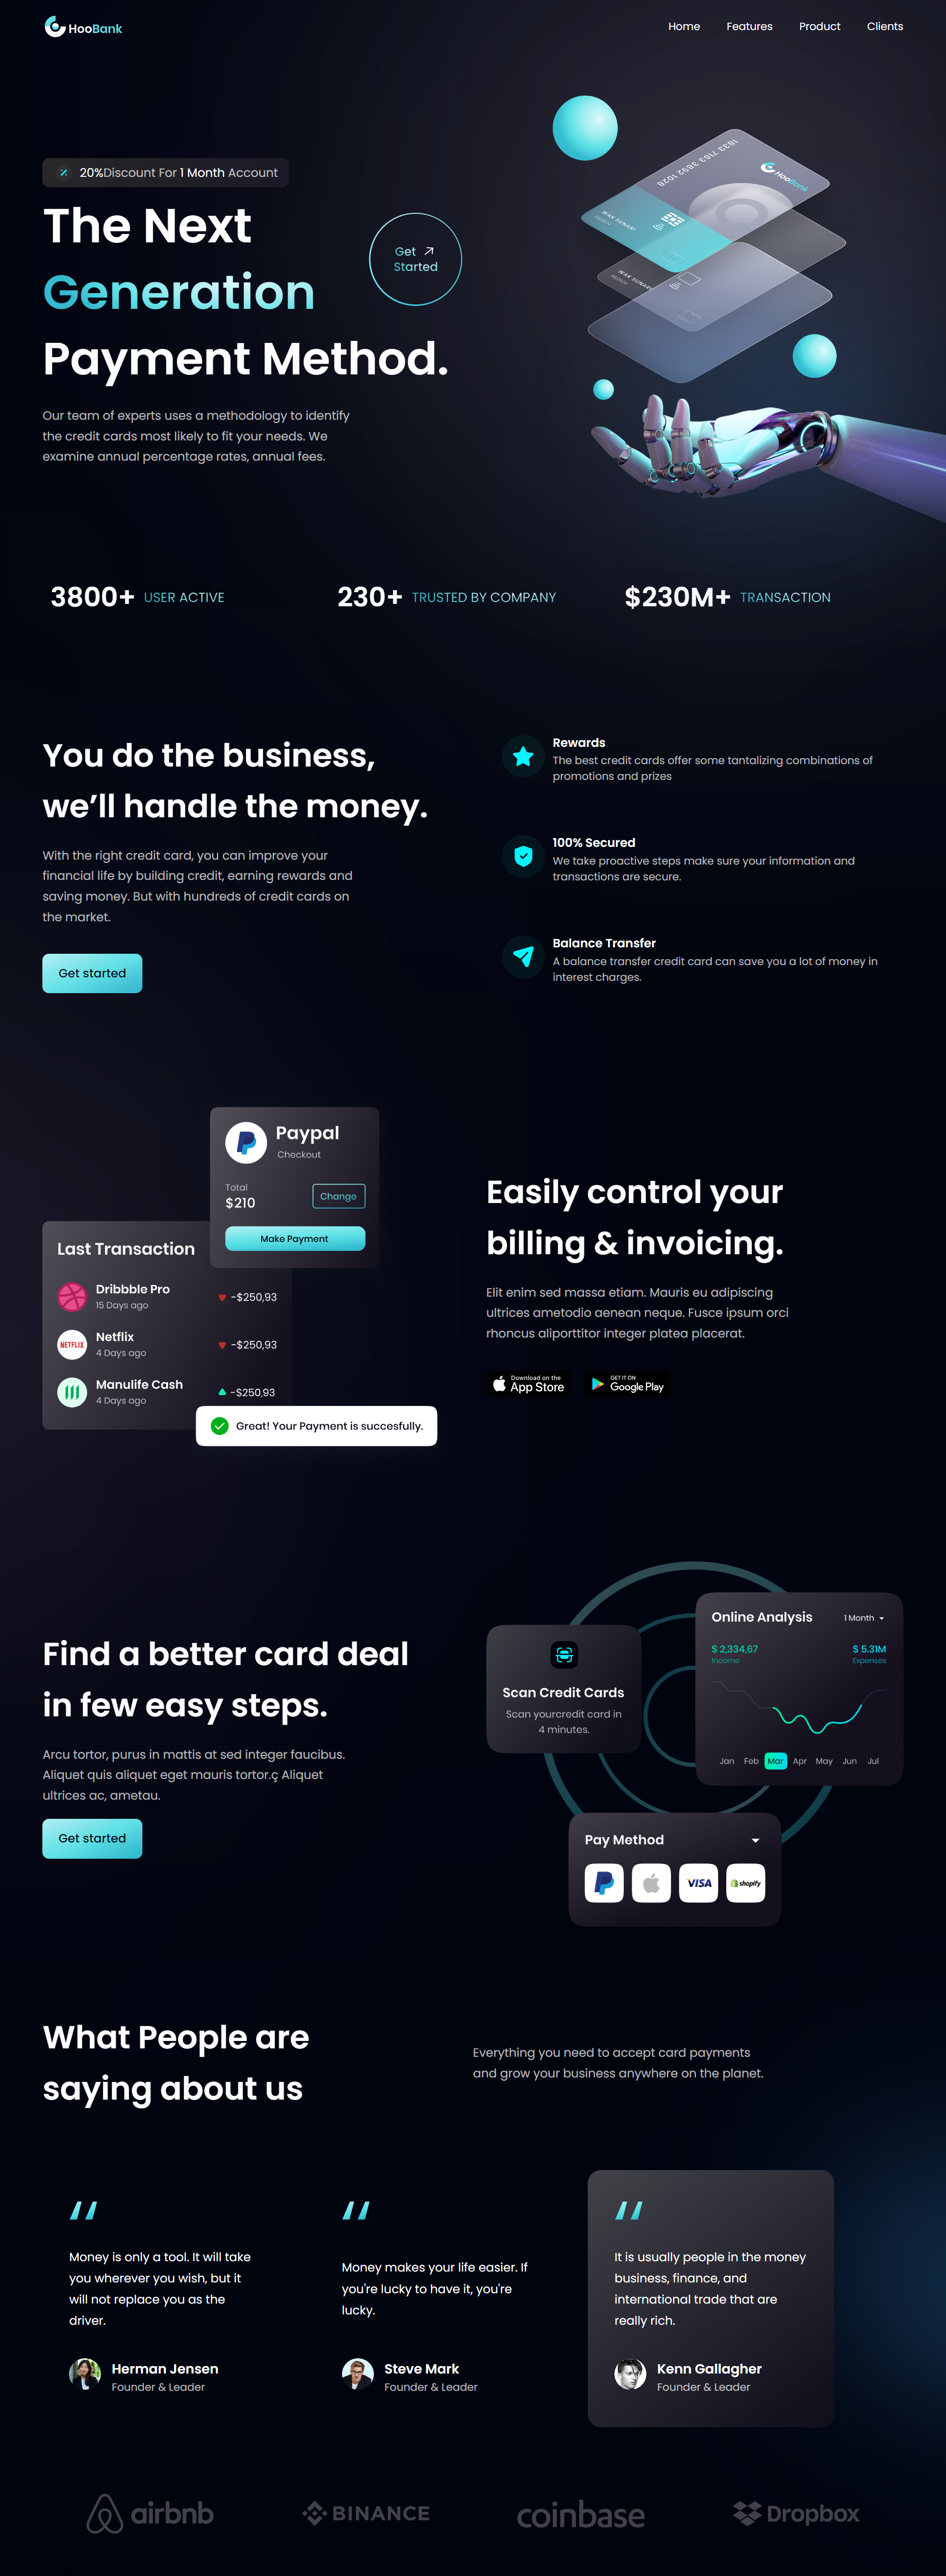 HooBank
Home Features Product Clients
20%Discount For 1 Month Account
The Next
Generation
Payment Method.
Get
Started
Our team of experts uses a methodology to identify
the credit cards most likely to fit your needs. We
examine annual percentage rates, annual fees.
1833 7163 3892 1028
HooBank
WAK SUNARI
WAK SUNARI
3800+ USER ACTIVE
230+ TRUSTED BY COMPANY
$230M+ TRANSACTION
You do the business,
we’ll handle the money.
With the right credit card, you can improve your
financial life by building credit, earning rewards and
saving money. But with hundreds of credit cards on
the market.
Get started
Rewards
The best credit cards offer some tantalizing combinations of
promotions and prizes
100% Secured
We take proactive steps make sure your information and
transactions are secure.
Balance Transfer
A balance transfer credit card can save you a lot of money in
interest charges.
Paypal
Checkout
Total
$210
Change
Make Payment
Last Transaction
Dribbble Pro
15 Days ago
-$250,93
NETFLIX
Netflix
4 Days ago
-$250,93
Manulife Cash
4 Days ago
-$250,93
Great! Your Payment is succesfully.
Easily control your
billing & invoicing.
Elit enim sed massa etiam. Mauris eu adipiscing
ultrices ametodio aenean neque. Fusce ipsum orci
rhoncus aliporttitor integer platea placerat.
Download on the
App Store
GET IT ON
Google Play
Find a better card deal
in few easy steps.
Arcu tortor, purus in mattis at sed integer faucibus.
Aliquet quis aliquet eget mauris tortor.ç Aliquet
ultrices ac, ametau.
Get started
Scan Credit Cards
Scan yourcredit card in
4 minutes.
Online Analysis
1 Month
$ 2,334,67
Income
$ 5.31M
Expenses
Jan Feb Mar Apr May Jun Jul
Pay Method
VISA
shopify
What People are
saying about us
Everything you need to accept card payments
and grow your business anywhere on the planet.
Money is only a tool. It will take
you wherever you wish, but it
will not replace you as the
driver.
Herman Jensen
Founder & Leader
Money makes your life easier. If
you're lucky to have it, you're
lucky.
Steve Mark
Founder & Leader
It is usually people in the money
business, finance, and
international trade that are
really rich.
Kenn Gallagher
Founder & Leader
airbnb
BINANCE
coinbase
Dropbox